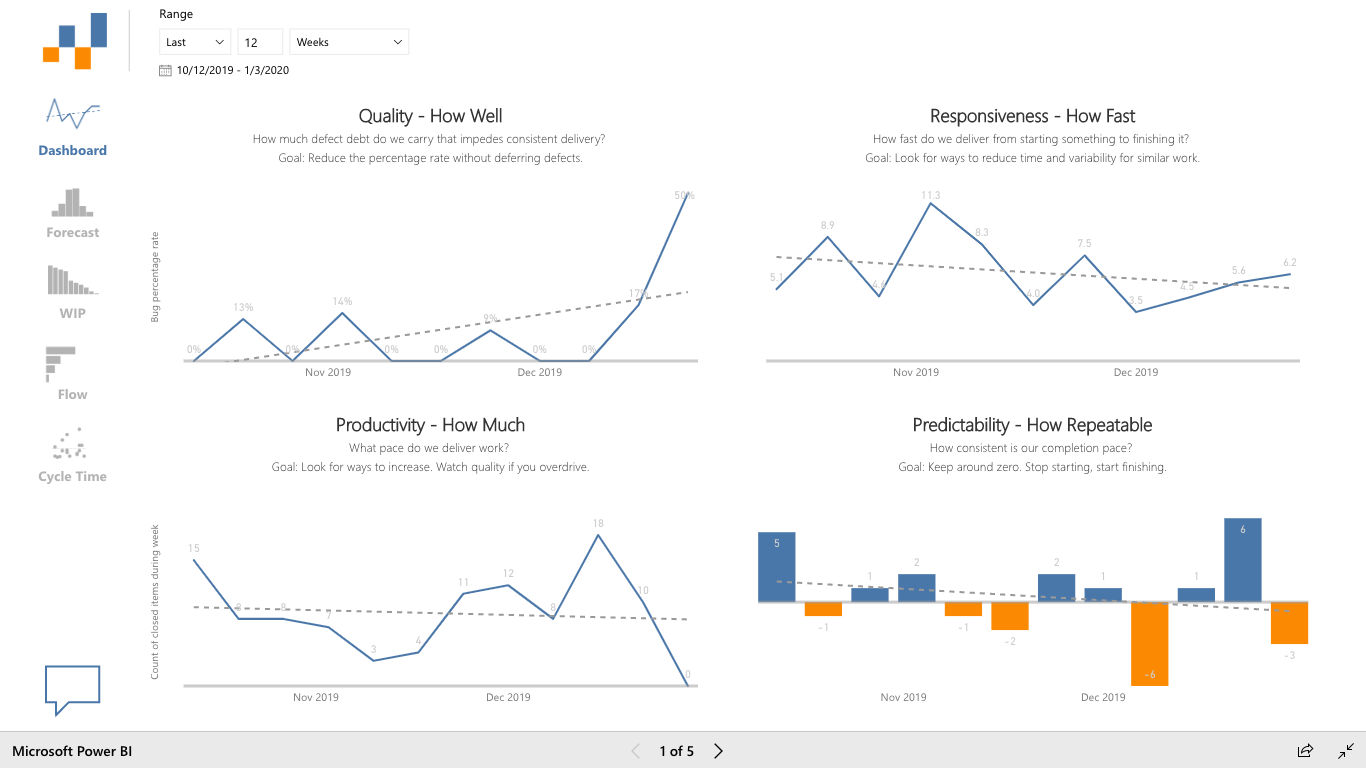 Range
Last
12
Weeks
10/12/2019 - 1/3/2020
Dashboard
Forecast
WIP
Flow
Cycle Time
Quality - How Well
How much defect debt do we carry that impedes consistent delivery?
Goal: Reduce the percentage rate without deferring defects.
Bug percentage rate
0%
13%
0%
14%
0%
0%
9%
0%
0%
17%
50%
Nov 2019
Dec 2019
Responsiveness - How Fast
How fast do we deliver from starting something to finishing it?
Goal: Look for ways to reduce time and variability for similar work.
5.1
8.9
4.6
11.3
8.3
4.0
7.5
3.5
4.5
5.6
6.2
Nov 2019
Dec 2019
Productivity - How Much
What pace do we deliver work?
Goal: Look for ways to increase. Watch quality if you overdrive.
Count of closed items during week
15
8
8
7
3
4
11
12
8
18
10
0
Nov 2019
Dec 2019
Predictability - How Repeatable
How consistent is our completion pace?
Goal: Keep around zero. Stop starting, start finishing.
5
-1
1
2
-1
-2
2
1
-6
1
6
-3
Nov 2019
Dec 2019
Microsoft Power BI
1 of 5